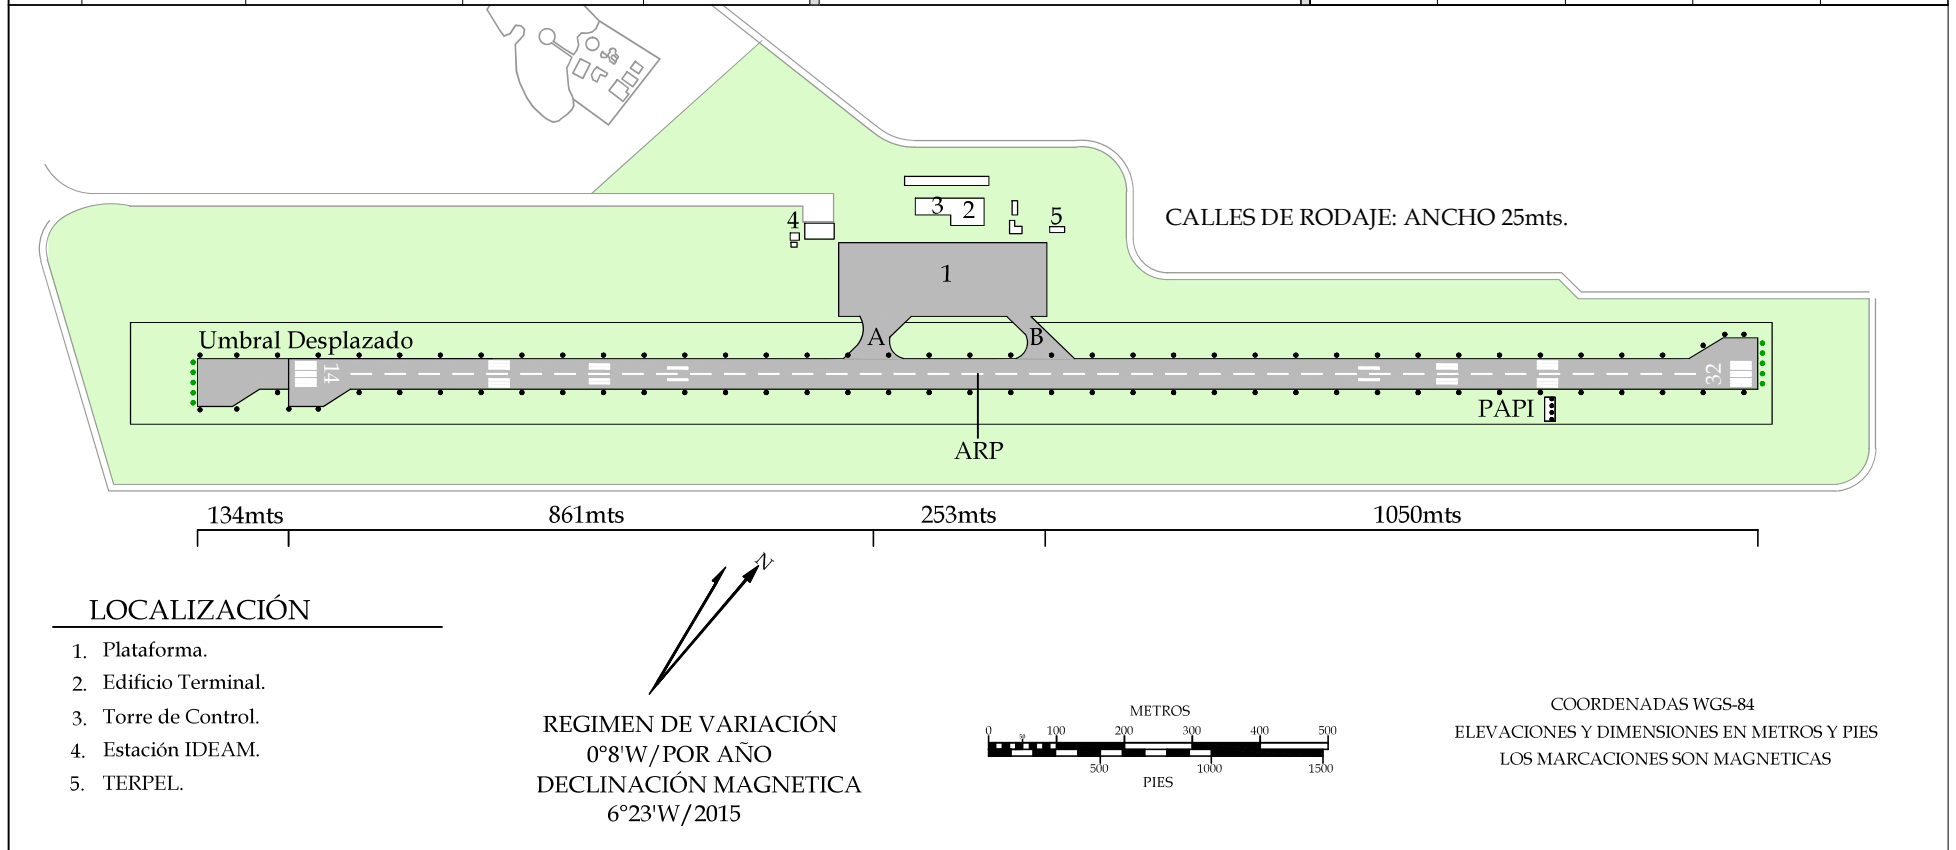 4
3
2
5
CALLES DE RODAJE: ANCHO 25mts.
1
Umbral Desplazado
A
B
14
32
PAPI
ARP
134mts
861mts
253mts
1050mts
N
LOCALIZACIÓN
1. Plataforma.
2. Edificio Terminal.
3. Torre de Control.
4. Estación IDEAM.
5. TERPEL.
REGIMEN DE VARIACIÓN
0°8'W/POR AÑO
DECLINACIÓN MAGNETICA
6°23'W/2015
METROS
0 50 100 200 300 400 500
500 1000 1500
PIES
COORDENADAS WGS-84
ELEVACIONES Y DIMENSIONES EN METROS Y PIES
LOS MARCACIONES SON MAGNETICAS